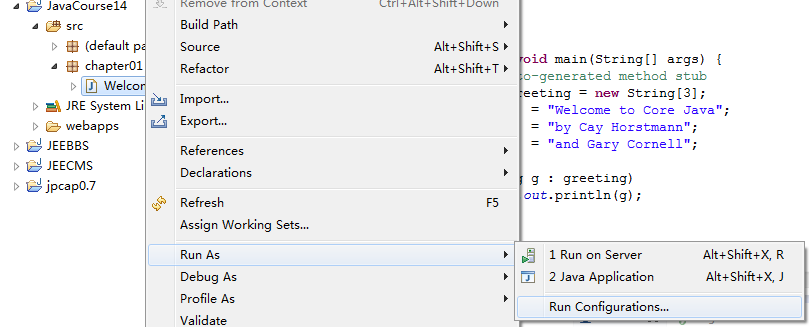 JavaCourse14
src
(default pa
chapter01
Welcom
JRE System Li
webapps
JEEBBS
JEECMS
jpcap0.7
Remove from Context Ctrl+Alt+Shift+Down
Build Path
Source Alt+Shift+S
Refactor Alt+Shift+T
Import...
Export...
References
Declarations
Refresh F5
Assign Working Sets...
Run As
Debug As
Profile As
Validate
void main(String[] args) {
to-generated method stub
reeting = new String[3];
= "Welcome to Core Java";
= "by Cay Horstmann";
= "and Gary Cornell";
g g : greeting)
out.println(g);
1 Run on Server Alt+Shift+X, R
2 Java Application Alt+Shift+X, J
Run Configurations...